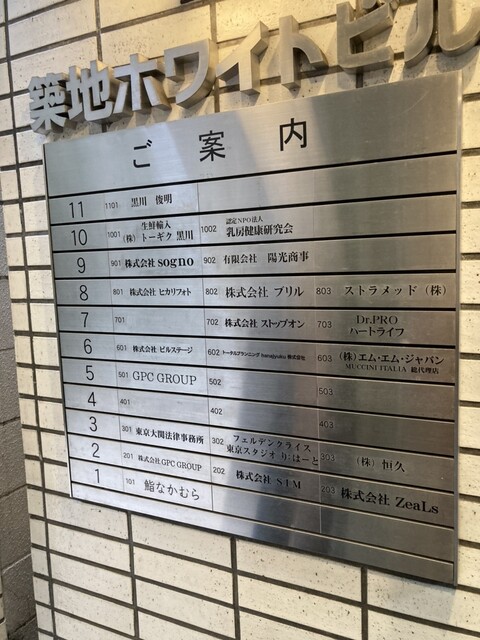 築地ホワイトビル
ご案内
11 1101 黒川 俊明
10 1001 生鮮輸入 (株) トーギク 黒川 1002 認定NPO法人 乳房健康研究会
9 901 株式会社 sogno 902 有限会社 陽光商事
8 801 株式会社 ヒカリフォト 802 株式会社 プリル 803 ストラメッド (株)
7 701 702 株式会社 ストップオン 703 Dr.PRO ハートライフ
6 601 株式会社 ビルステージ 602 トータルプランニング 株式会社 603 (株) エム・エム・ジャパン MUCCINI ITALIA 総代理店
5 501 GPC GROUP 502 503
4 401 402 403
3 301 東京大関法律事務所 302 フェルデンクライス 東京スタジオ り:はーと 303 (株) 恒久
2 201 株式会社 GPC GROUP 202 株式会社 STM 203 株式会社 ZeaLs
1 101 鮨なかむら